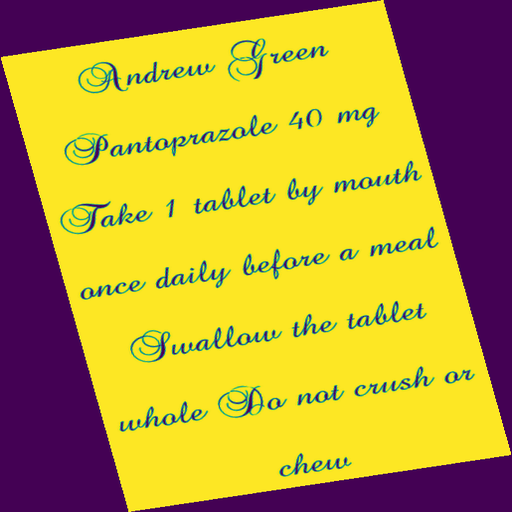 Andrew Green
Pantoprazole 40 mg
Take 1 tablet by mouth
once daily before a meal
Swallow the tablet
whole Do not crush or
chew